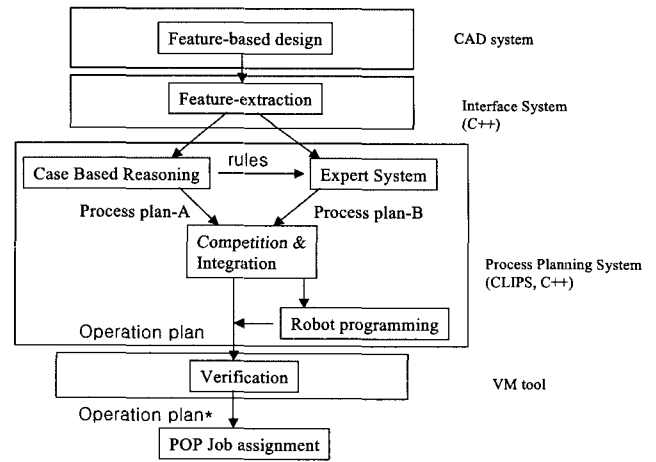 Feature-based design
CAD system
Feature-extraction
Interface System
(C++)
Case Based Reasoning
rules
Expert System
Process plan-A
Process plan-B
Competition &
Integration
Process Planning System
(CLIPS, C++)
Robot programming
Operation plan
Verification
VM tool
Operation plan*
POP Job assignment